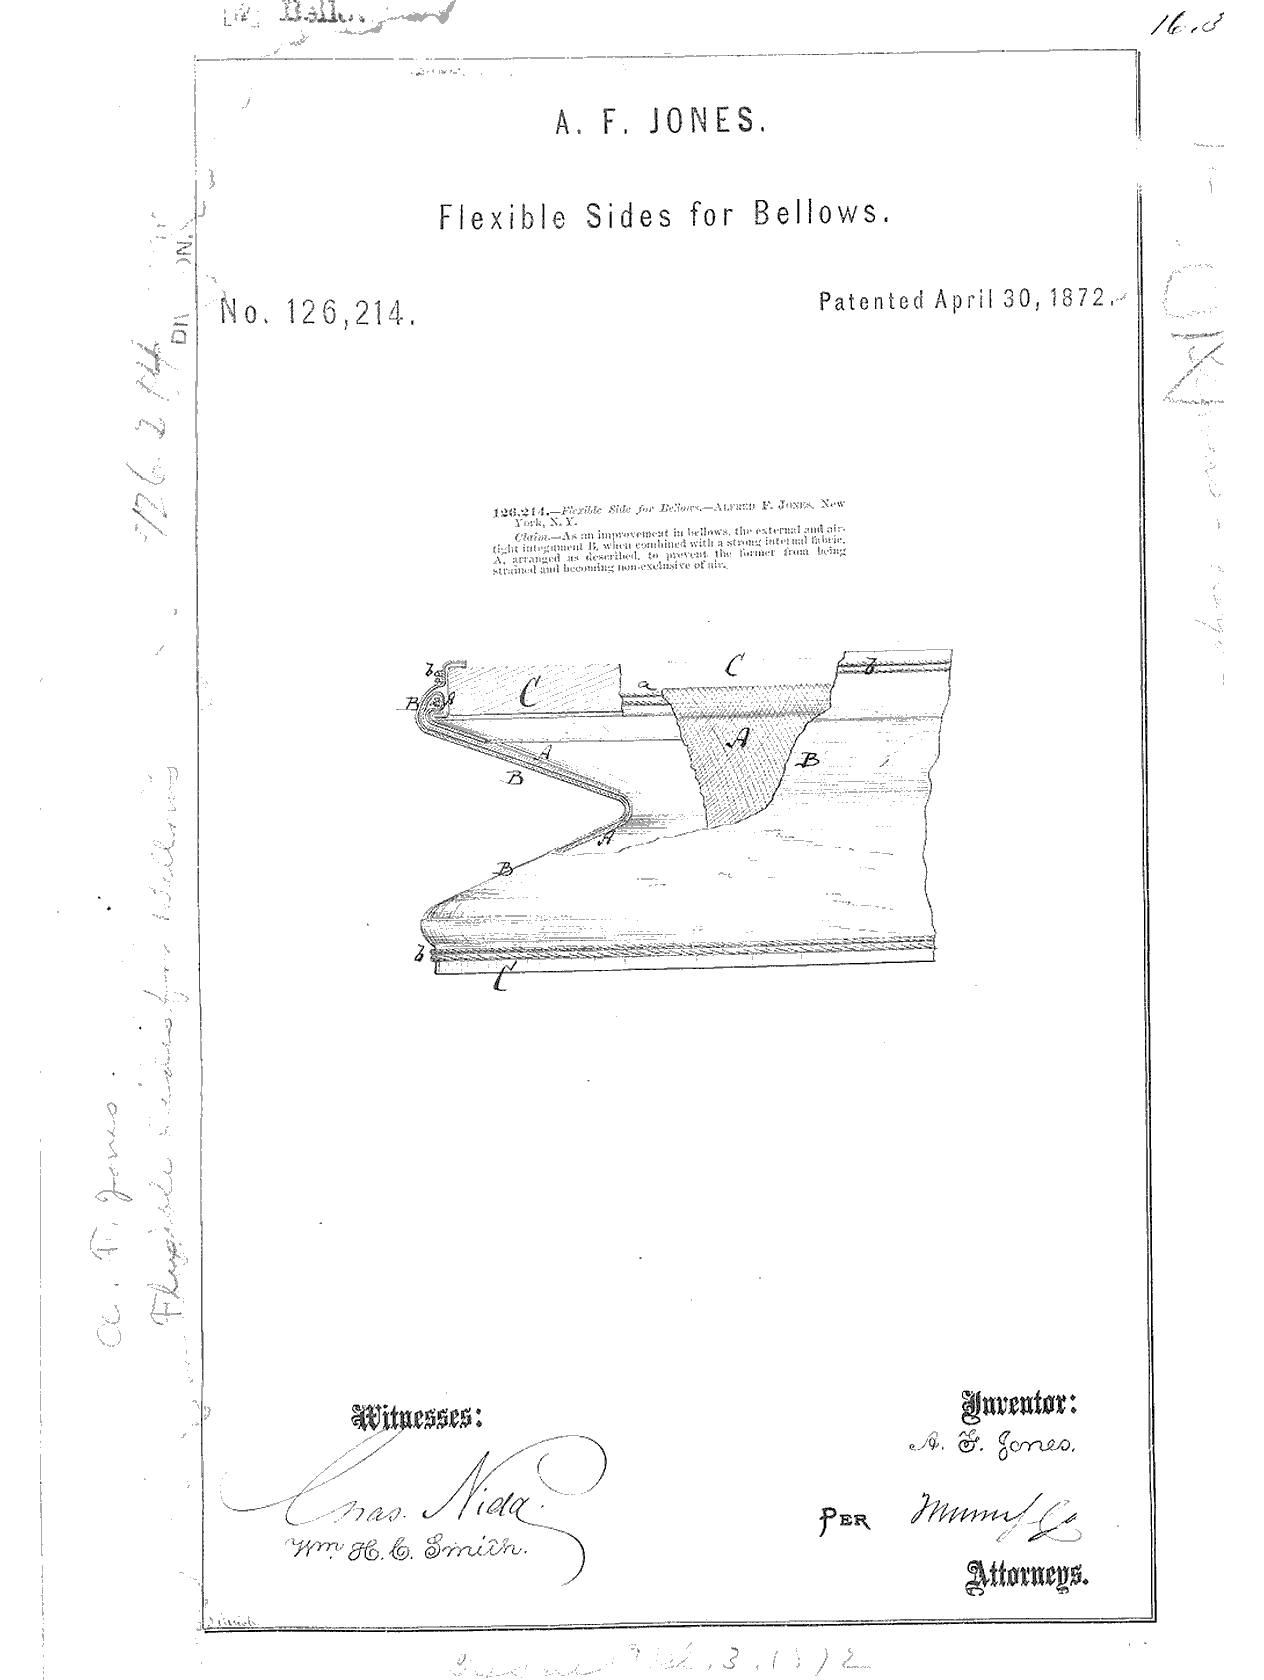 16.3
A. F. JONES.
Flexible Sides for Bellows.
No. 126,214.
Patented April 30, 1872.
126,214.—Flexible Side for Bellows.—ALFRED F. JONES, New
York, N. Y.
Claim.—As an improvement in bellows, the external and air-
tight integument B, when combined with a strong internal fabric,
A, arranged as described, to prevent the former from being
strained and becoming non-exclusive of air.
b
C
C
a
b
B
A
A
B
B
A
B
b
C
126214
A. F. Jones.
Flexible Sides for Bellows
Witnesses:
Chas. Nida.
Wm H. C. Smith.
Inventor:
A. F. Jones.
PER Munn & Co
Attorneys.